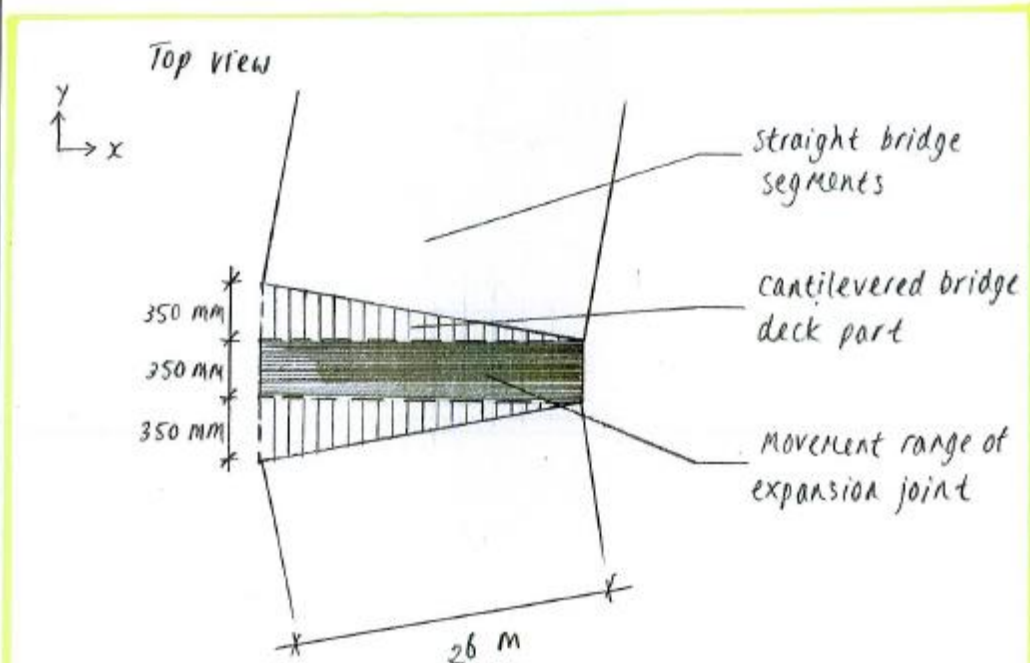 Top view
Y
X
straight bridge
segments
cantilevered bridge
deck part
350 mm
350 mm
350 mm
movement range of
expansion joint
26 m